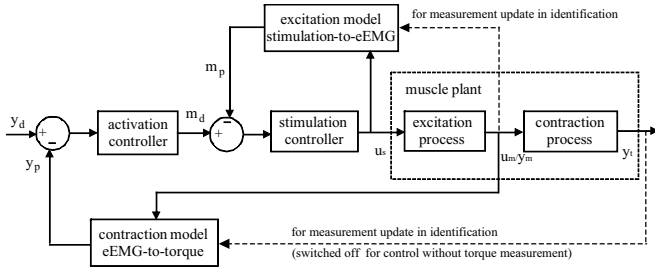 excitation model
stimulation-to-eEMG
for measurement update in identification
m_p
muscle plant
y_d
+
−
activation
controller
m_d
+
−
stimulation
controller
u_s
excitation
process
u_m/y_m
contraction
process
y_t
y_p
contraction model
eEMG-to-torque
for measurement update in identification
(switched off for control without torque measurement)